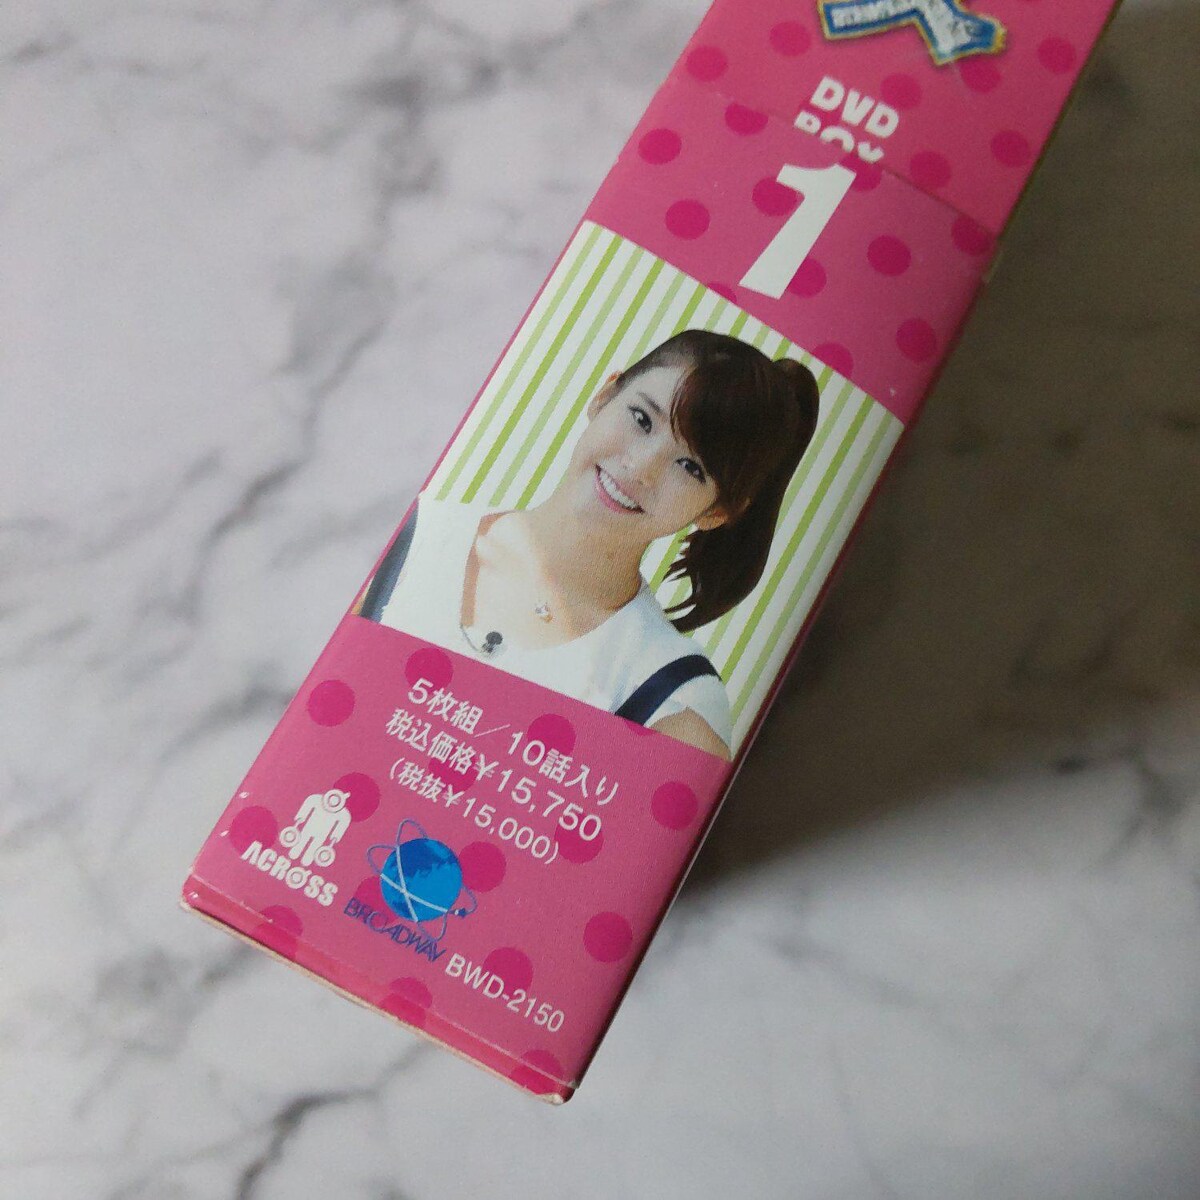 DVD
BOX
1
5枚組／10話入り
税込価格¥15,750
(税抜¥15,000)
ACROSS
BROADWAY
BWD-2150